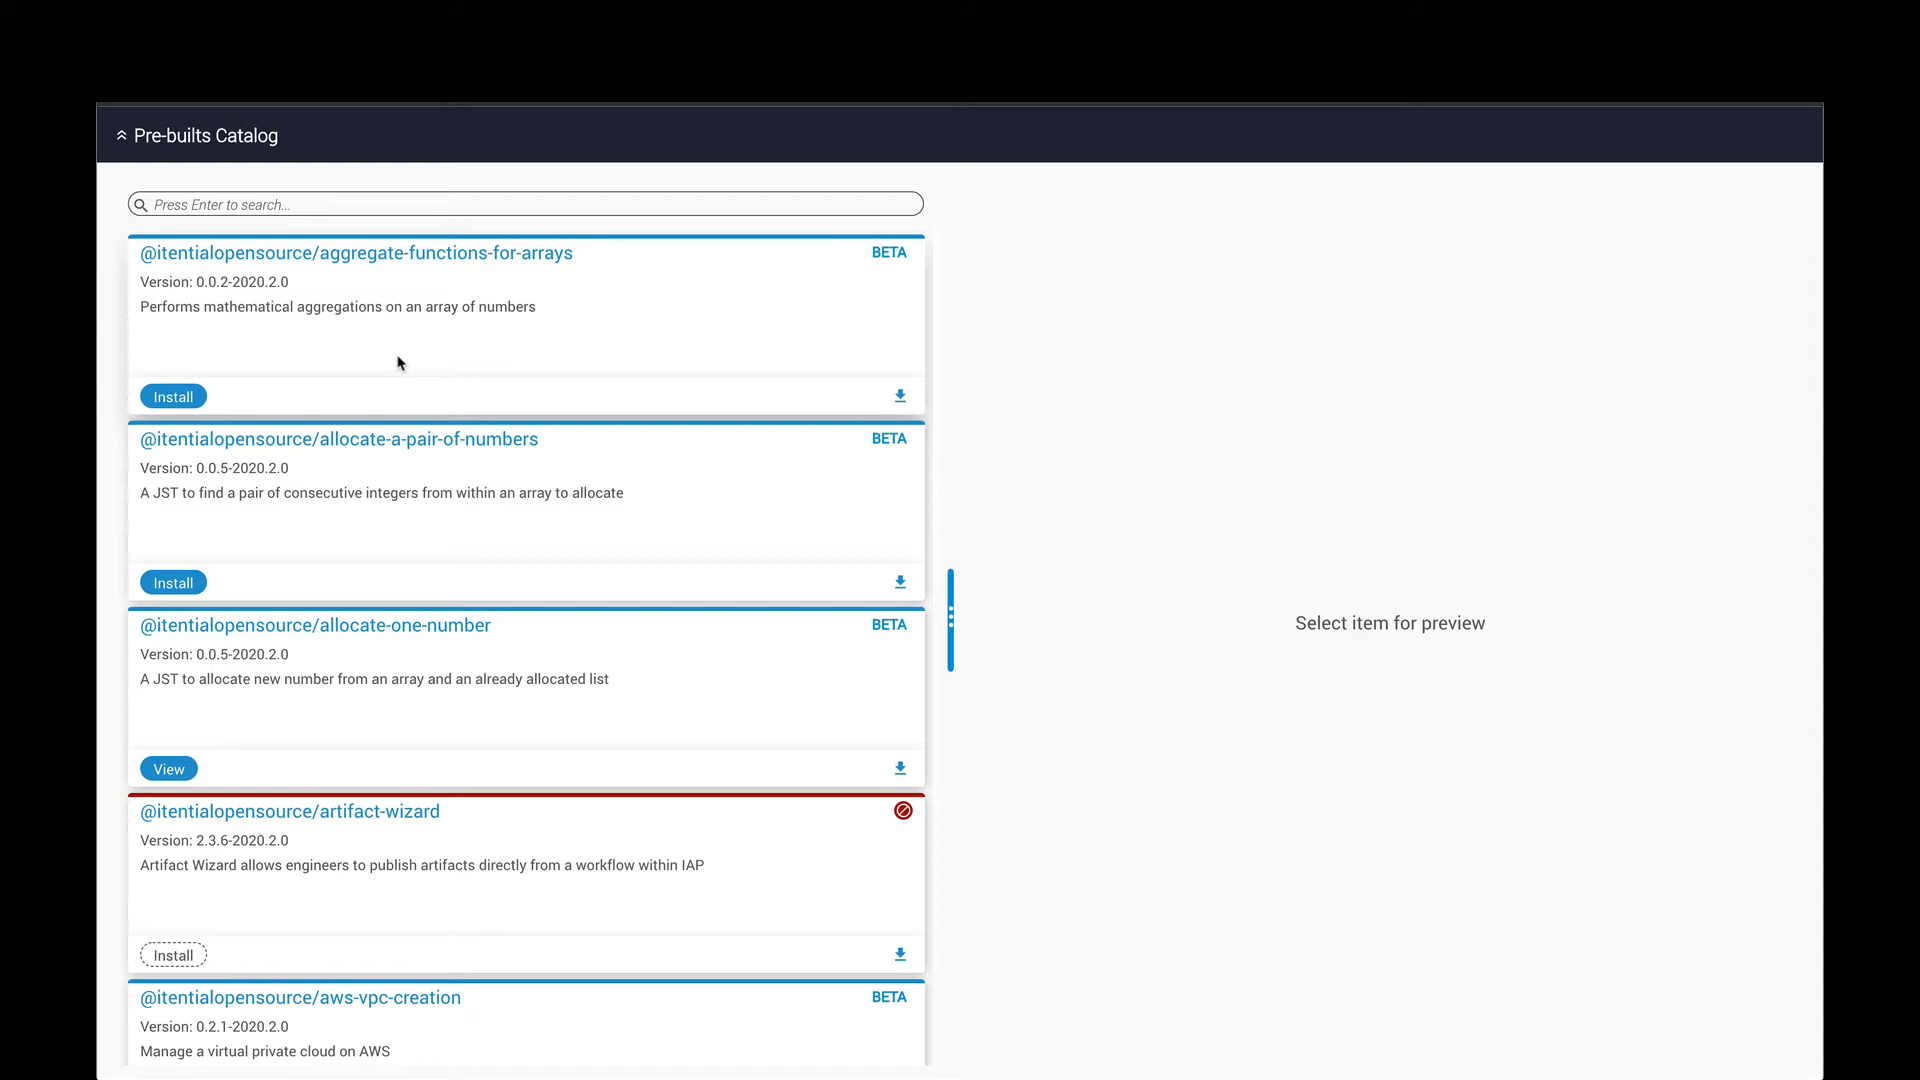 Pre-builts Catalog
Press Enter to search...
@itentialopensource/aggregate-functions-for-arrays
BETA
Version: 0.0.2-2020.2.0
Performs mathematical aggregations on an array of numbers
Install
@itentialopensource/allocate-a-pair-of-numbers
BETA
Version: 0.0.5-2020.2.0
A JST to find a pair of consecutive integers from within an array to allocate
Install
@itentialopensource/allocate-one-number
BETA
Version: 0.0.5-2020.2.0
A JST to allocate new number from an array and an already allocated list
View
@itentialopensource/artifact-wizard
Version: 2.3.6-2020.2.0
Artifact Wizard allows engineers to publish artifacts directly from a workflow within IAP
Install
@itentialopensource/aws-vpc-creation
BETA
Version: 0.2.1-2020.2.0
Manage a virtual private cloud on AWS
Select item for preview